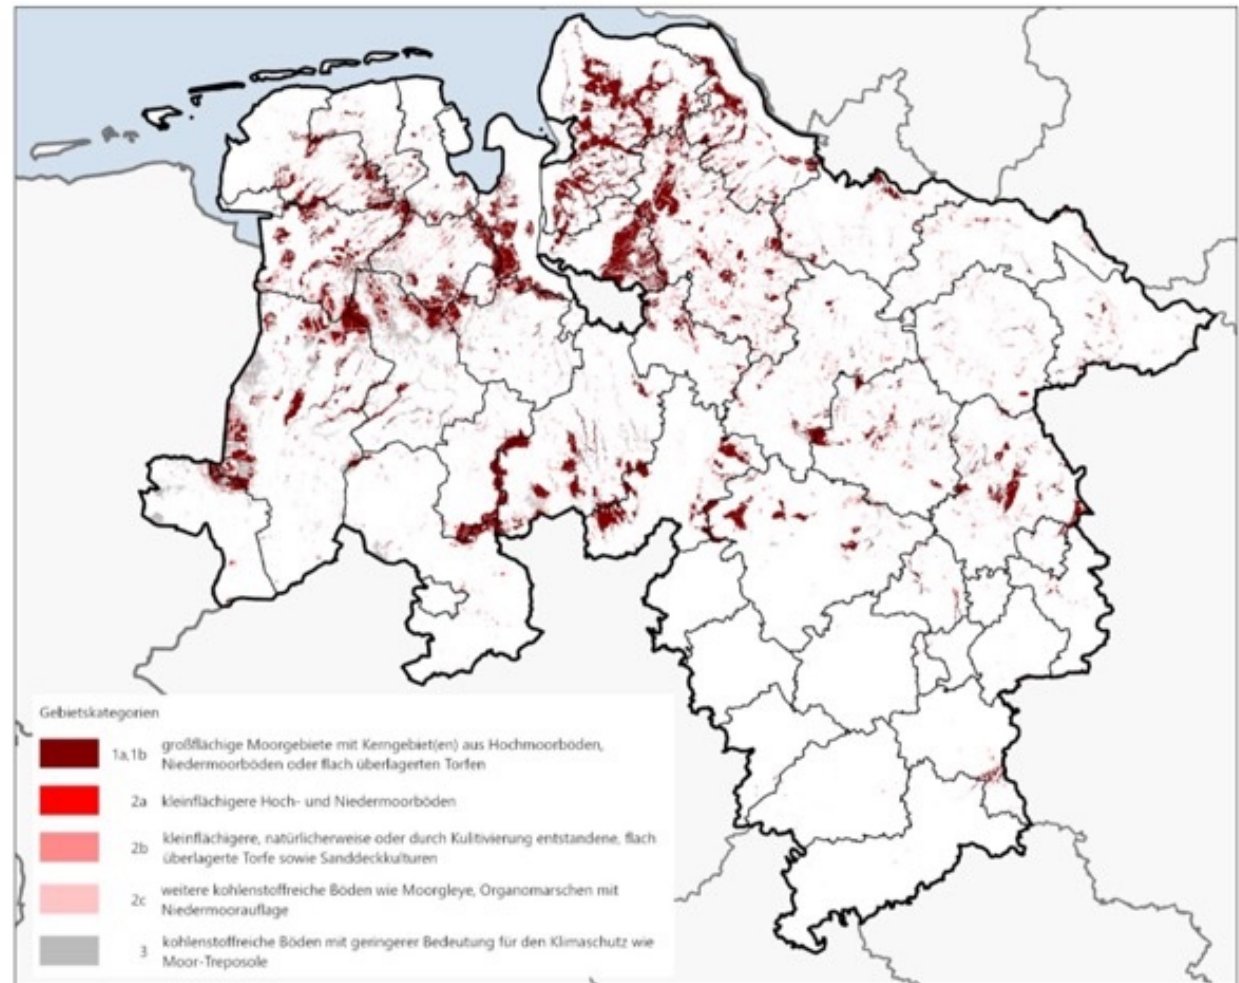 Gebietskategorien
1a,1b großflächige Moorgebiete mit Kerngebiet(en) aus Hochmoorböden,
Niedermoorböden oder flach überlagerten Torfen
2a kleinflächigere Hoch- und Niedermoorböden
2b kleinflächigere, natürlicherweise oder durch Kulitivierung entstandene, flach
überlagerte Torfe sowie Sanddeckkulturen
2c weitere kohlenstoffreiche Böden wie Moorgleye, Organomarschen mit
Niedermoorauflage
3 kohlenstoffreiche Böden mit geringerer Bedeutung für den Klimaschutz wie
Moor-Treposole